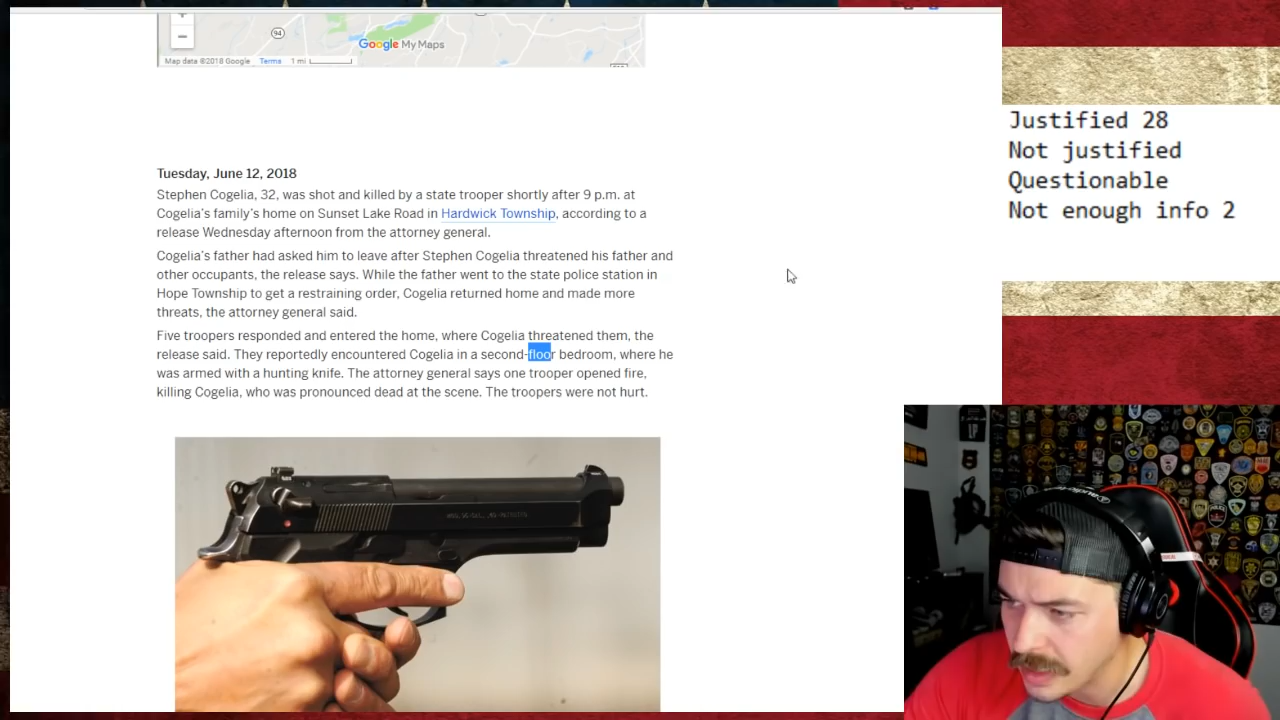 94
Google My Maps
Map data ©2018 Google Terms 1 mi
Tuesday, June 12, 2018
Stephen Cogelia, 32, was shot and killed by a state trooper shortly after 9 p.m. at
Cogelia's family's home on Sunset Lake Road in Hardwick Township, according to a
release Wednesday afternoon from the attorney general.
Cogelia's father had asked him to leave after Stephen Cogelia threatened his father and
other occupants, the release says. While the father went to the state police station in
Hope Township to get a restraining order, Cogelia returned home and made more
threats, the attorney general said.
Five troopers responded and entered the home, where Cogelia threatened them, the
release said. They reportedly encountered Cogelia in a second-floor bedroom, where he
was armed with a hunting knife. The attorney general says one trooper opened fire,
killing Cogelia, who was pronounced dead at the scene. The troopers were not hurt.
Justified 28
Not justified
Questionable
Not enough info 2